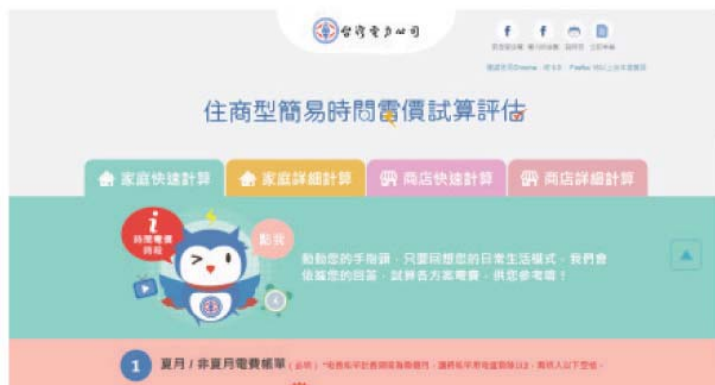 台灣電力公司
住商型簡易時間電價試算評估
家庭快速計算
家庭詳細計算
商店快速計算
商店詳細計算
i
時間電價
時段
點我
動動您的手指頭，只要回想您的日常生活模式，我們會
依據您的回答，試算各方案電費，供您參考唷！
1 夏月 / 非夏月電費帳單